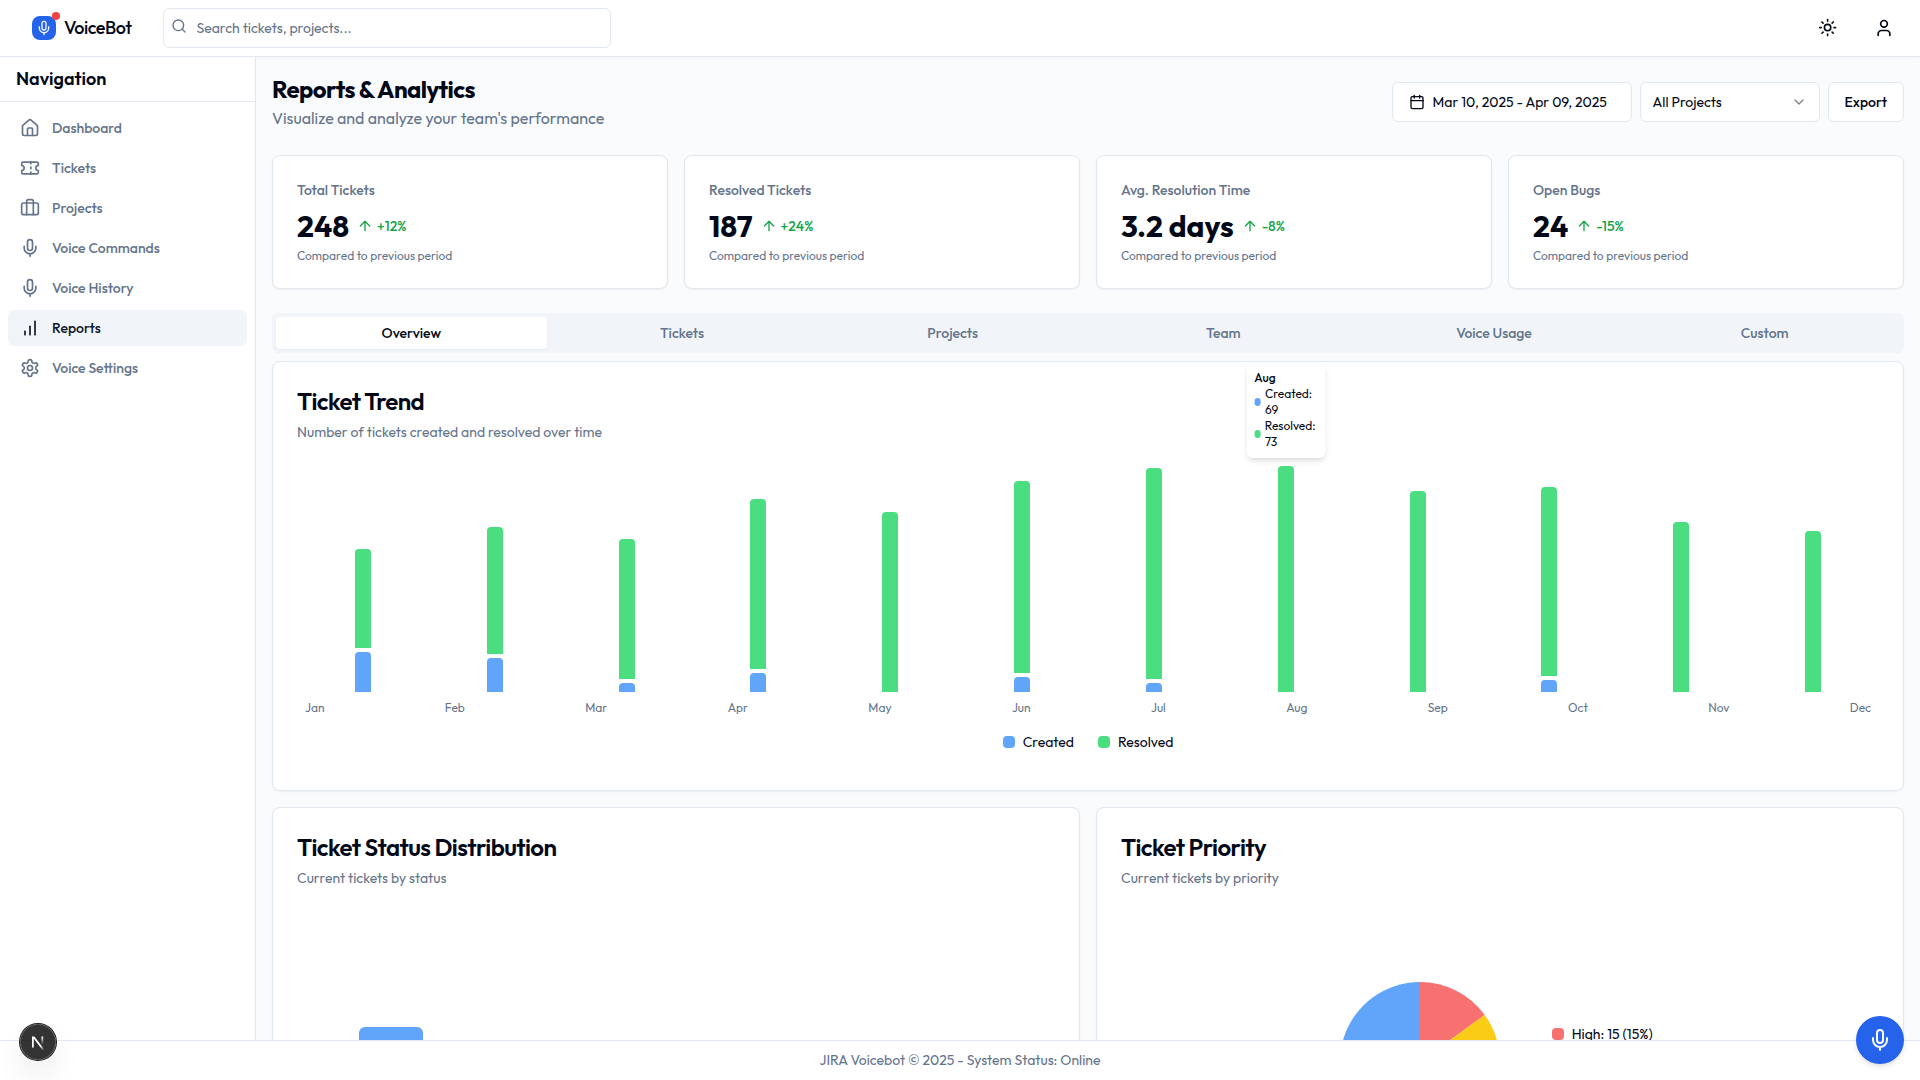 VoiceBot
Search tickets, projects...
Navigation
Dashboard
Tickets
Projects
Voice Commands
Voice History
Reports
Voice Settings
Reports & Analytics
Visualize and analyze your team's performance
Mar 10, 2025 - Apr 09, 2025
All Projects
Export
Total Tickets
248 +12%
Compared to previous period
Resolved Tickets
187 +24%
Compared to previous period
Avg. Resolution Time
3.2 days -8%
Compared to previous period
Open Bugs
24 -15%
Compared to previous period
Overview Tickets Projects Team Voice Usage Custom
Ticket Trend
Number of tickets created and resolved over time
Aug
Created:
69
Resolved:
73
Jan Feb Mar Apr May Jun Jul Aug Sep Oct Nov Dec
Created Resolved
Ticket Status Distribution
Current tickets by status
Ticket Priority
Current tickets by priority
High: 15 (15%)
N
JIRA Voicebot © 2025 - System Status: Online